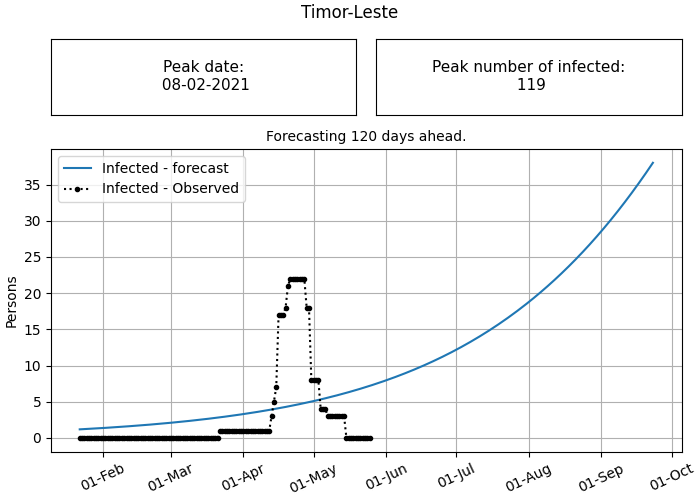 Timor-Leste
Peak date:
08-02-2021
Peak number of infected:
119
Forecasting 120 days ahead.
Infected - forecast
Infected - Observed
Persons
35
30
25
20
15
10
5
0
01-Feb
01-Mar
01-Apr
01-May
01-Jun
01-Jul
01-Aug
01-Sep
01-Oct